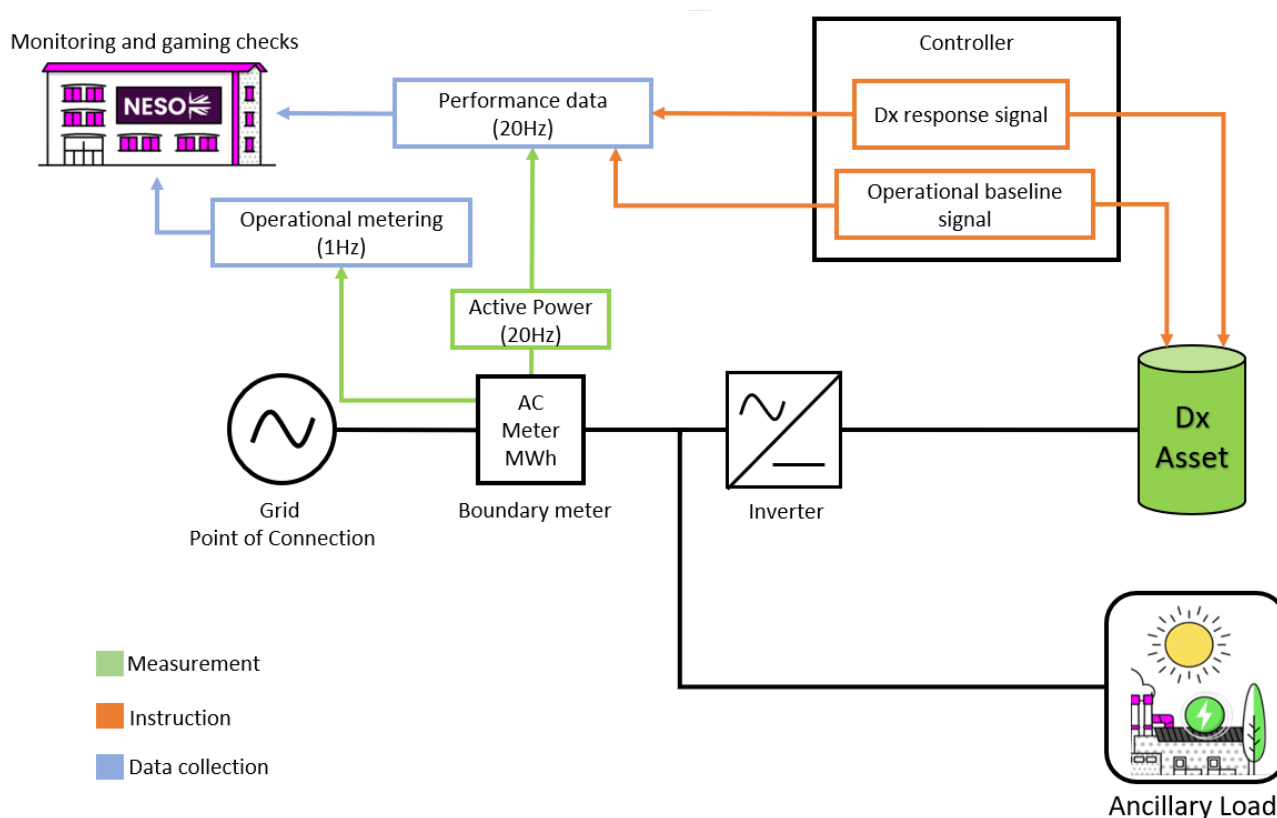 Monitoring and gaming checks
NESO
Performance data
(20Hz)
Controller
Dx response signal
Operational baseline
signal
Operational metering
(1Hz)
Active Power
(20Hz)
AC
Meter
MWh
Dx
Asset
Grid
Point of Connection
Boundary meter
Inverter
Measurement
Instruction
Data collection
Ancillary Load